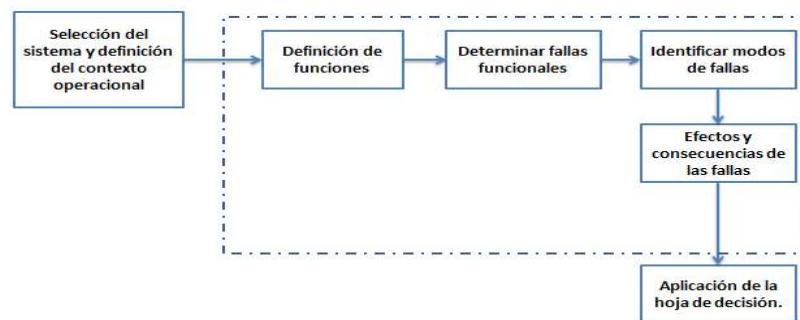 Selección del
sistema y definición
del contexto
operacional
Definición de
funciones
Determinar fallas
funcionales
Identificar modos
de fallas
Efectos y
consecuencias de
las fallas
Aplicación de la
hoja de decisión.